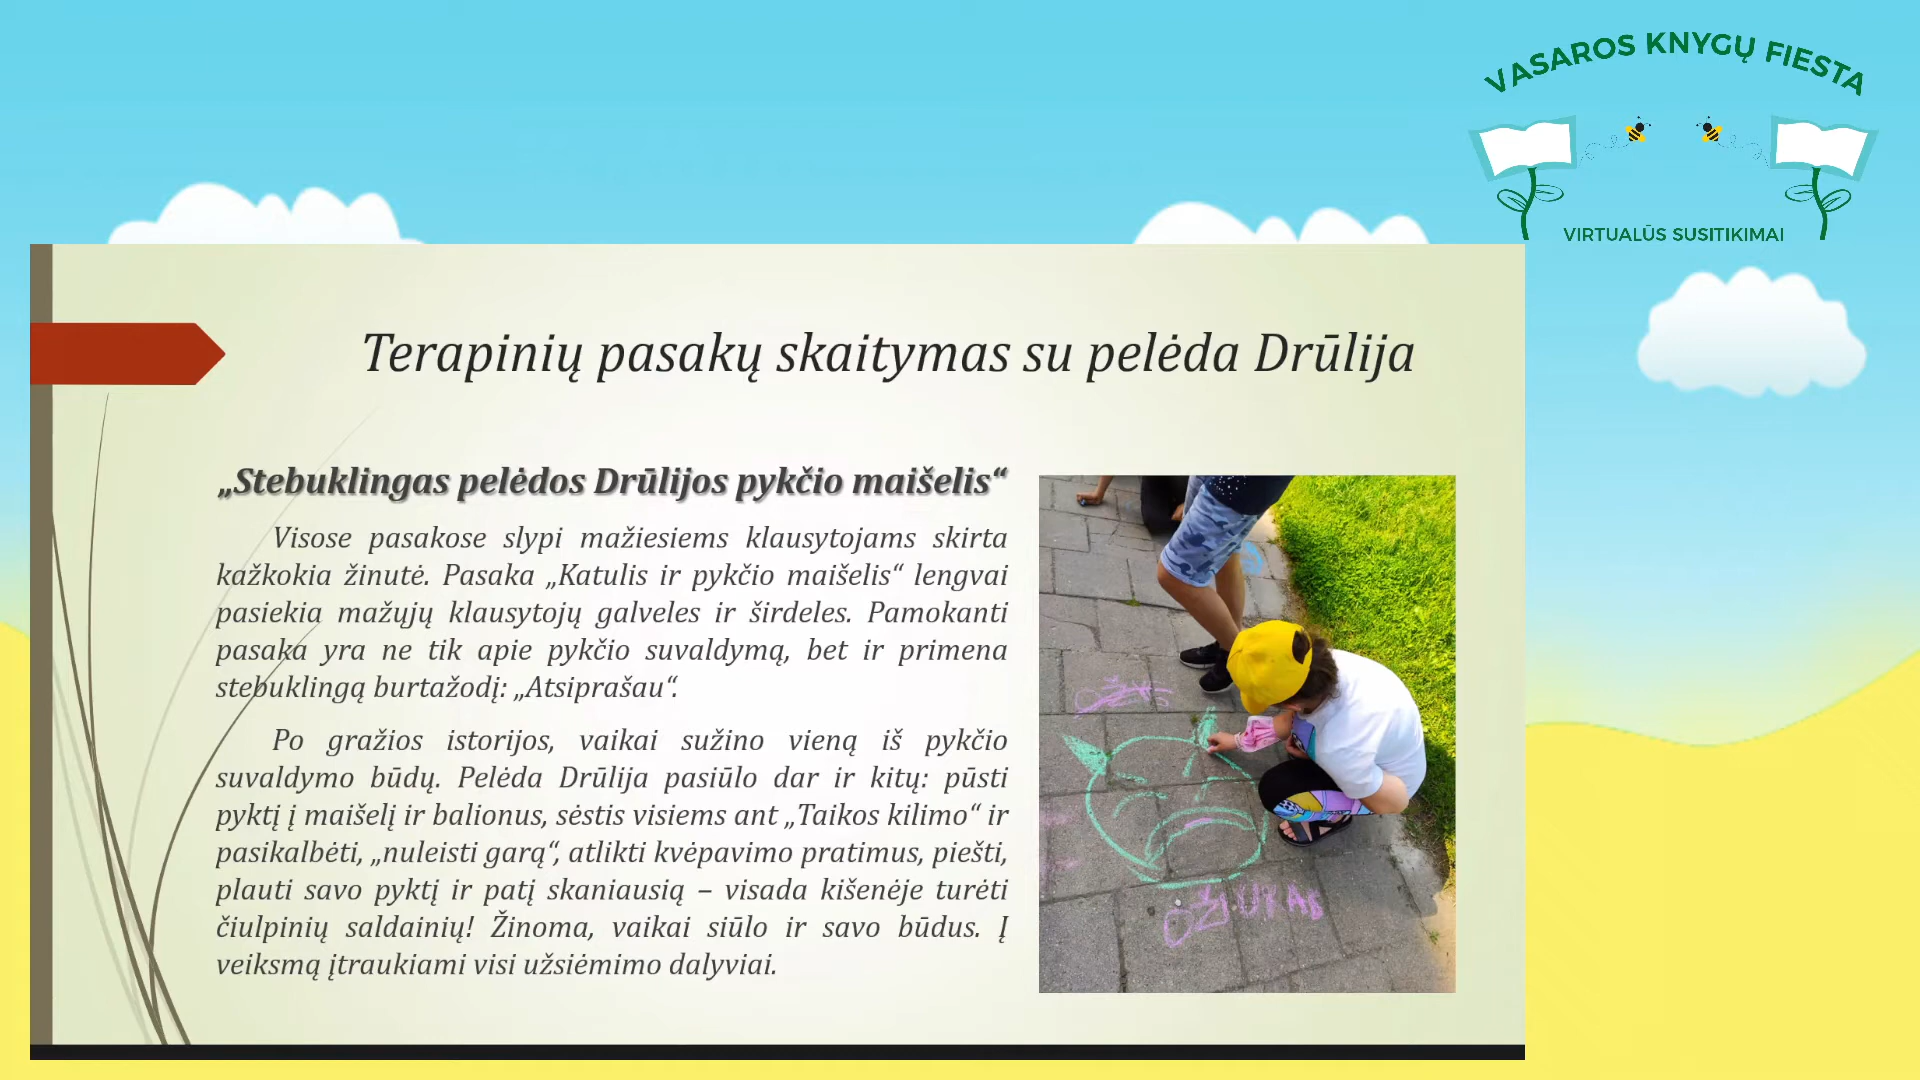 VASAROS KNYGŲ FIESTA
VIRTUALŪS SUSITIKIMAI
Terapinių pasakų skaitymas su pelėda Drūlija
„Stebuklingas pelėdos Drūlijos pykčio maišelis“
Visose pasakose slypi mažiesiems klausytojams skirta
kažkokia žinutė. Pasaka „Katulis ir pykčio maišelis“ lengvai
pasiekia mažųjų klausytojų galveles ir širdeles. Pamokanti
pasaka yra ne tik apie pykčio suvaldymą, bet ir primena
stebuklingą burtažodį: „Atsiprašau“.
Po gražios istorijos, vaikai sužino vieną iš pykčio
suvaldymo būdų. Pelėda Drūlija pasiūlo dar ir kitų: pūsti
pyktį į maišelį ir balionus, sėstis visiems ant „Taikos kilimo“ ir
pasikalbėti, „nuleisti garą“, atlikti kvėpavimo pratimus, piešti,
plauti savo pyktį ir patį skaniausią – visada kišenėje turėti
čiulpinių saldainių! Žinoma, vaikai siūlo ir savo būdus. Į
veiksmą įtraukiami visi užsiėmimo dalyviai.